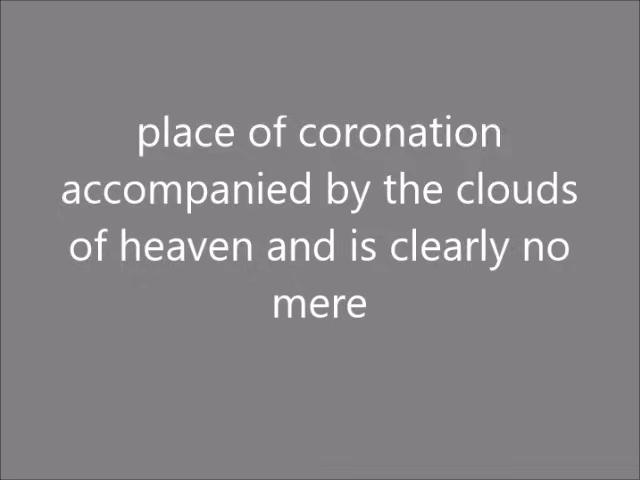 place of coronation
accompanied by the clouds
of heaven and is clearly no
mere